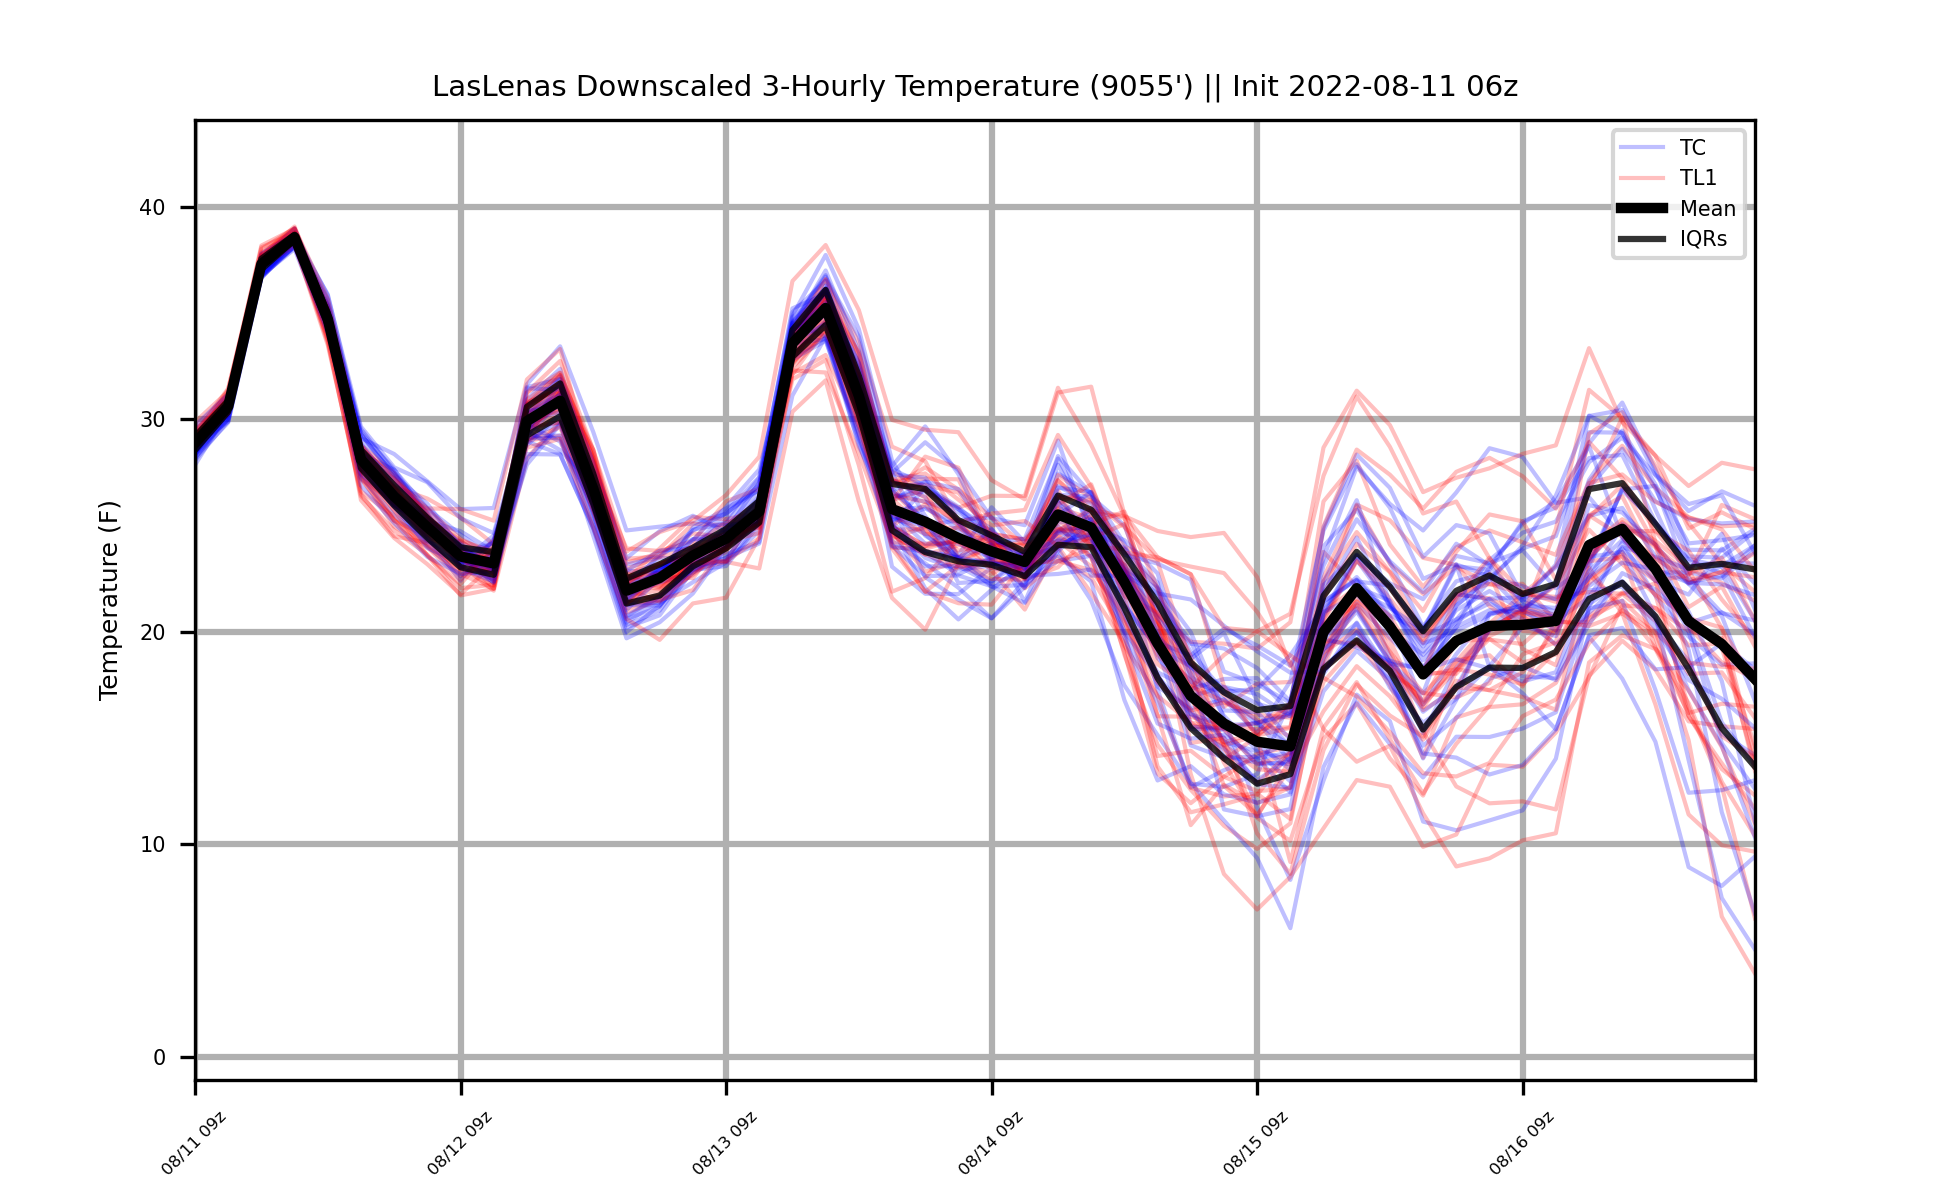 LasLenas Downscaled 3-Hourly Temperature (9055') || Init 2022-08-11 06z
TC
TL1
Mean
IQRs
Temperature (F)
40
30
20
10
0
08/11 09z
08/12 09z
08/13 09z
08/14 09z
08/15 09z
08/16 09z